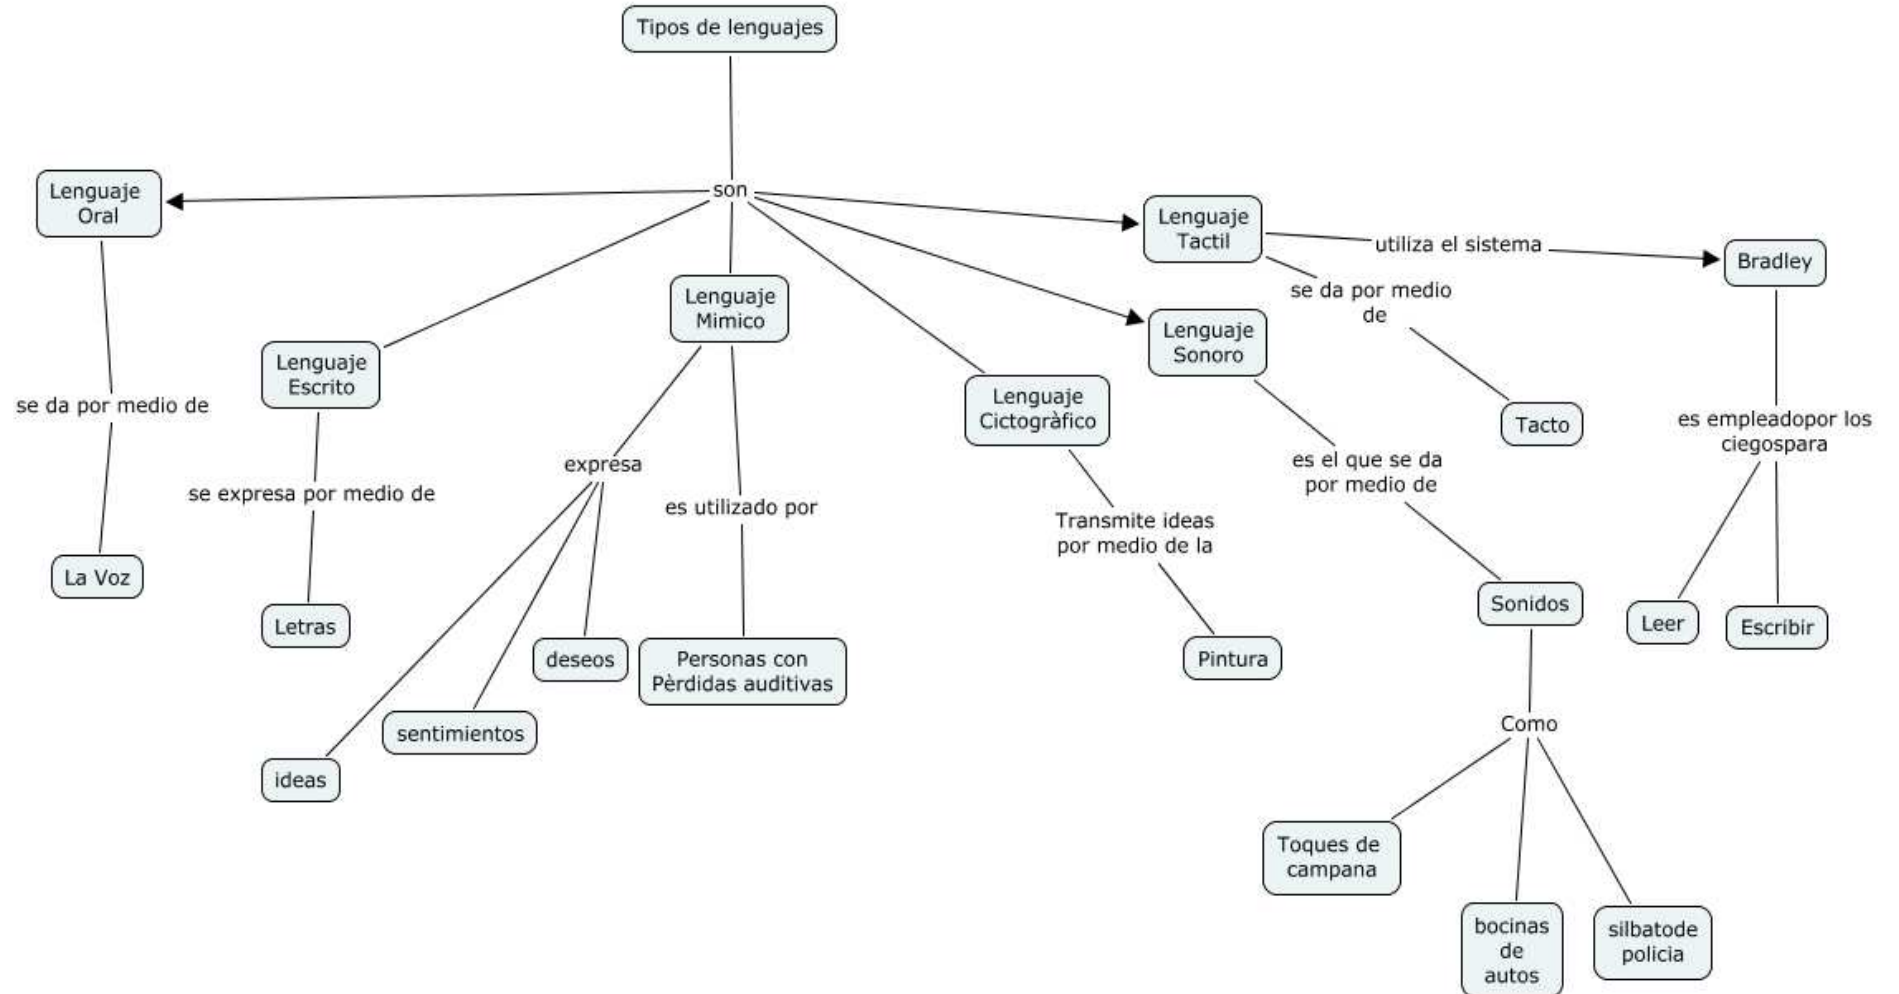 Tipos de lenguajes
son
Lenguaje
Oral
se da por medio de
La Voz
Lenguaje
Escrito
se expresa por medio de
Letras
Lenguaje
Mimico
expresa
ideas
sentimientos
deseos
es utilizado por
Personas con
Pèrdidas auditivas
Lenguaje
Cictogràfico
Transmite ideas
por medio de la
Pintura
Lenguaje
Sonoro
es el que se da
por medio de
Sonidos
Como
Toques de
campana
bocinas
de
autos
silbatode
policia
Lenguaje
Tactil
se da por medio
de
Tacto
utiliza el sistema
Bradley
es empleadopor los
ciegospara
Leer
Escribir